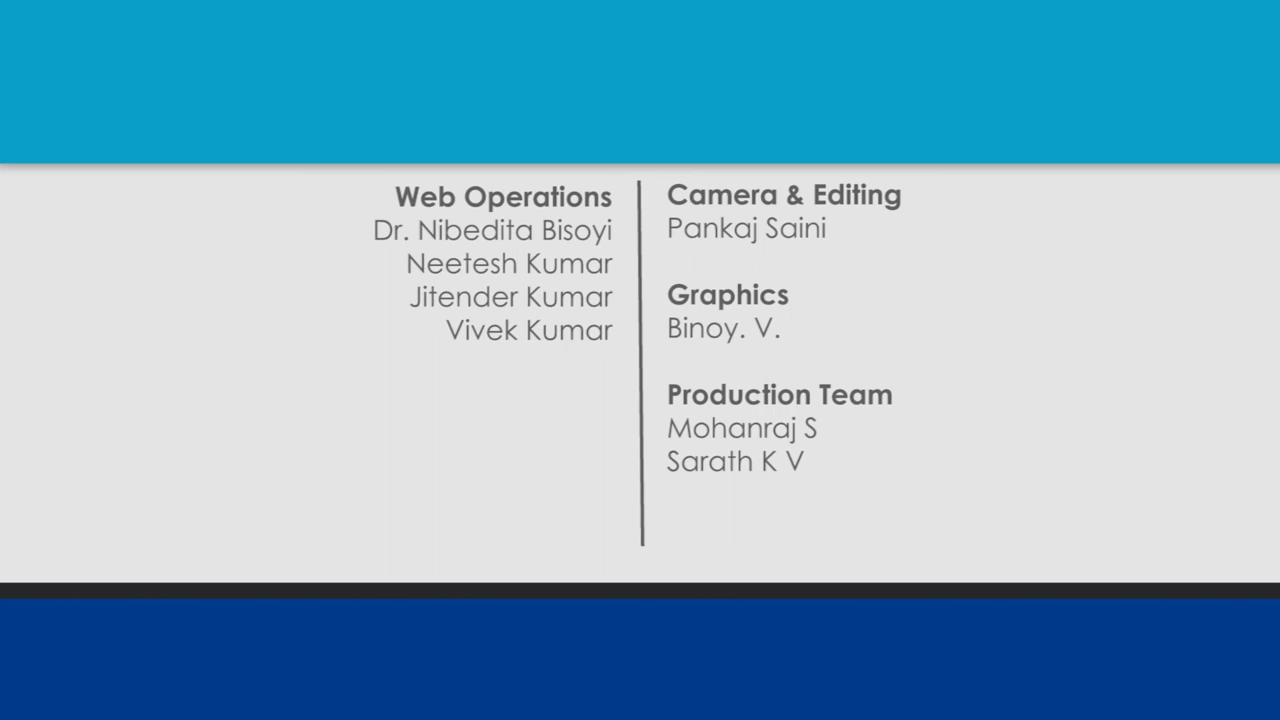 Web Operations
Dr. Nibedita Bisoyi
Neetesh Kumar
Jitender Kumar
Vivek Kumar
Camera & Editing
Pankaj Saini
Graphics
Binoy. V.
Production Team
Mohanraj S
Sarath K V